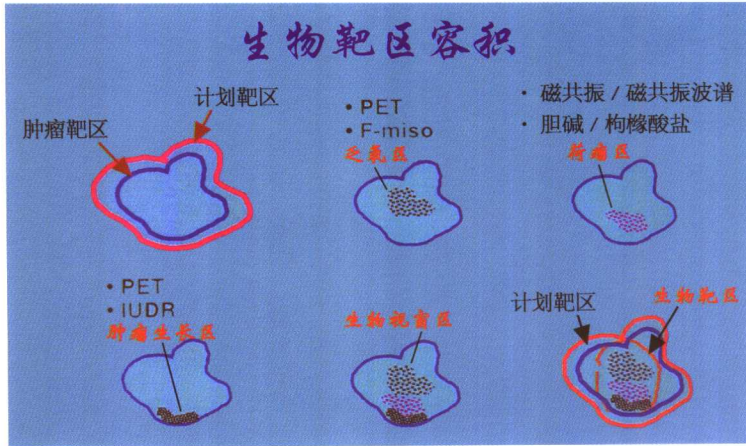 生物靶区容积
肿瘤靶区
计划靶区
• PET
• F-miso
乏氧区
· 磁共振 / 磁共振波谱
· 胆碱 / 枸橼酸盐
荷瘤区
• PET
• IUDR
肿瘤生长区
生物视盲区
计划靶区
生物靶区